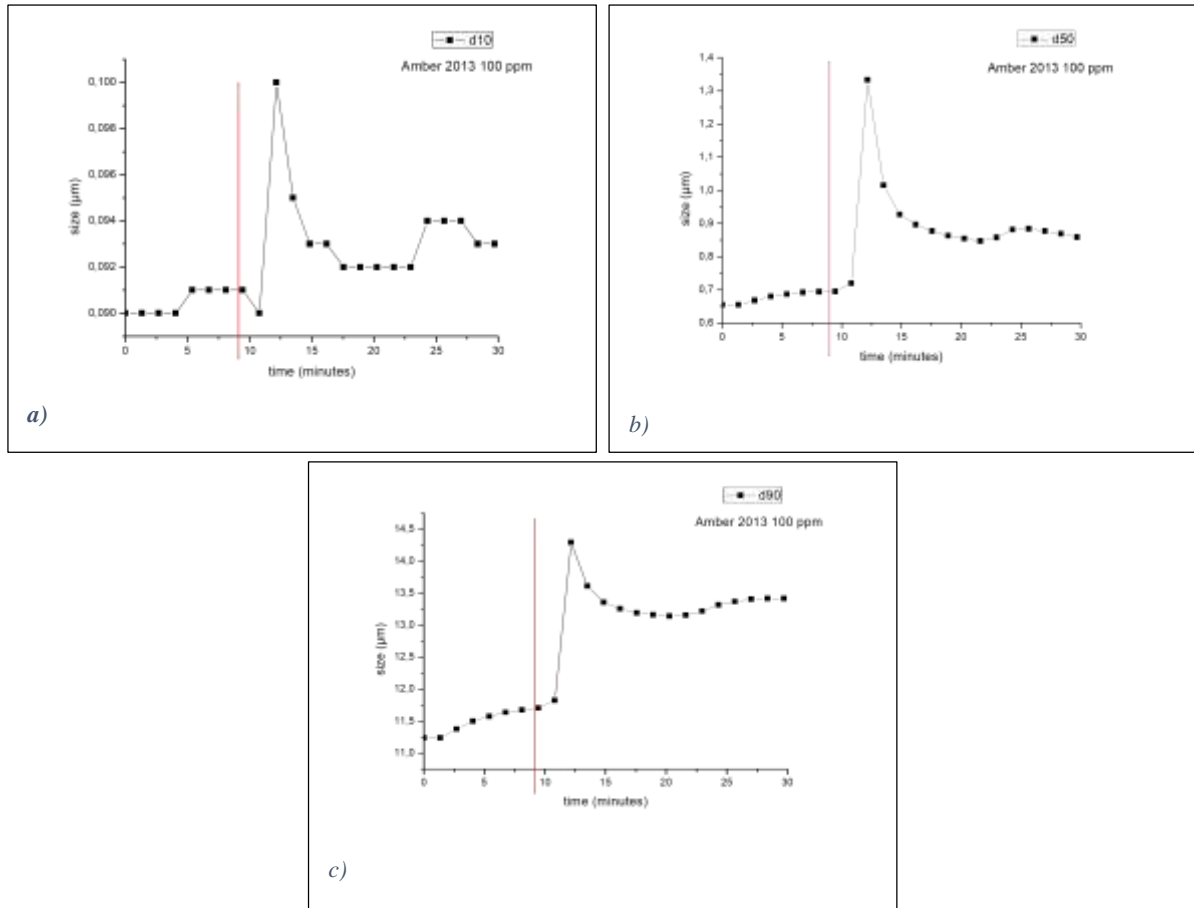 d10
Amber 2013 100 ppm
0,100
0,098
0,096
0,094
0,092
0,090
size (µm)
0 5 10 15 20 25 30
time (minutes)
a)
d50
Amber 2013 100 ppm
1,4
1,3
1,2
1,1
1,0
0,9
0,8
0,7
0,6
size (µm)
0 5 10 15 20 25 30
time (minutes)
b)
d90
Amber 2013 100 ppm
14,5
14,0
13,5
13,0
12,5
12,0
11,5
11,0
size (µm)
0 5 10 15 20 25 30
time (minutes)
c)